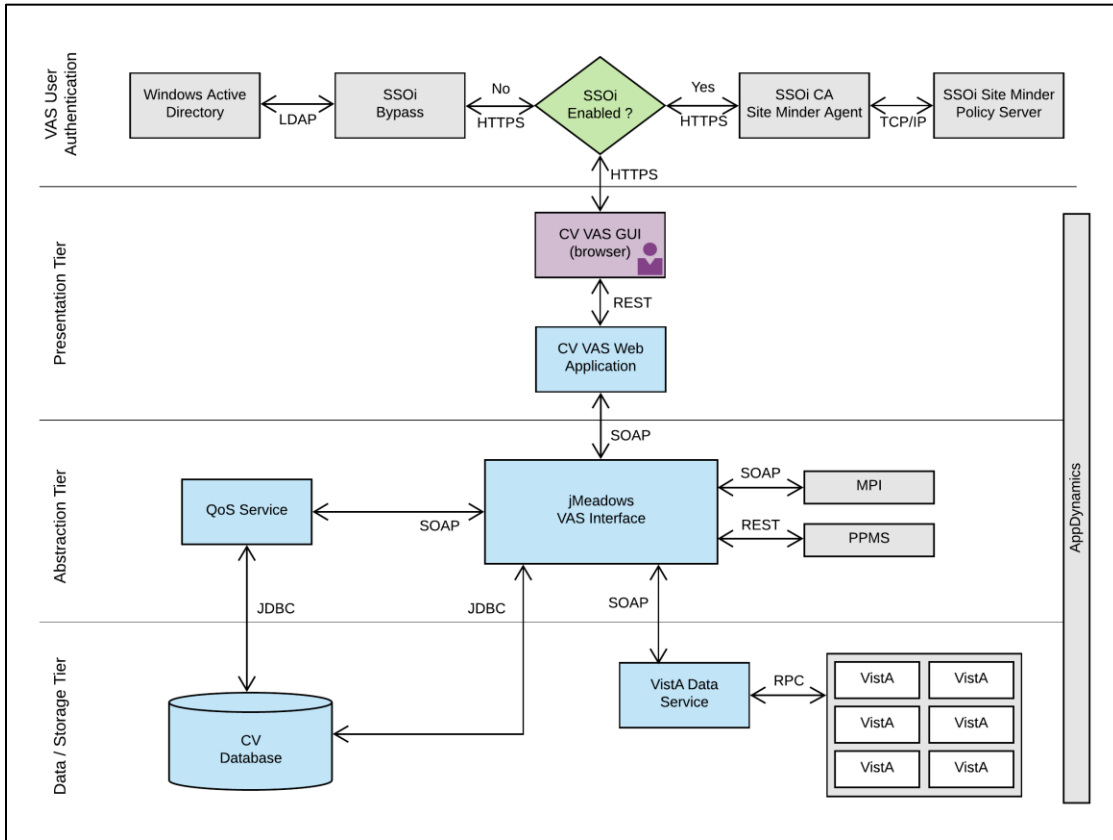 VAS User
Authentication
Windows Active
Directory
LDAP
SSOi
Bypass
No
HTTPS
SSOi
Enabled ?
Yes
HTTPS
SSOi CA
Site Minder Agent
TCP/IP
SSOi Site Minder
Policy Server
HTTPS
Presentation Tier
CV VAS GUI
(browser)
REST
CV VAS Web
Application
SOAP
Abstraction Tier
QoS Service
SOAP
jMeadows
VAS Interface
SOAP
MPI
REST
PPMS
AppDynamics
JDBC
JDBC
SOAP
Data / Storage Tier
CV
Database
VistA Data
Service
RPC
VistA
VistA
VistA
VistA
VistA
VistA